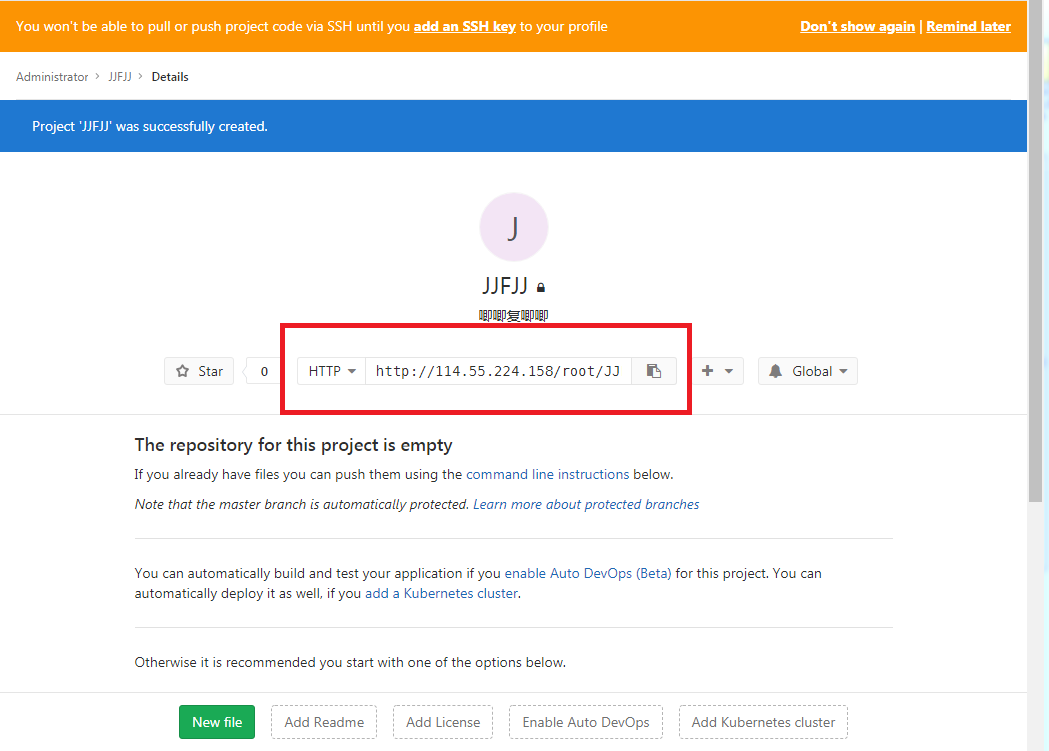 You won't be able to pull or push project code via SSH until you add an SSH key to your profile Don't show again | Remind later
Administrator > JJFJJ > Details
Project 'JJFJJ' was successfully created.
J
JJFJJ
唧唧复唧唧
Star 0 HTTP http://114.55.224.158/root/JJ + Global
The repository for this project is empty
If you already have files you can push them using the command line instructions below.
Note that the master branch is automatically protected. Learn more about protected branches
You can automatically build and test your application if you enable Auto DevOps (Beta) for this project. You can
automatically deploy it as well, if you add a Kubernetes cluster.
Otherwise it is recommended you start with one of the options below.
New file Add Readme Add License Enable Auto DevOps Add Kubernetes cluster